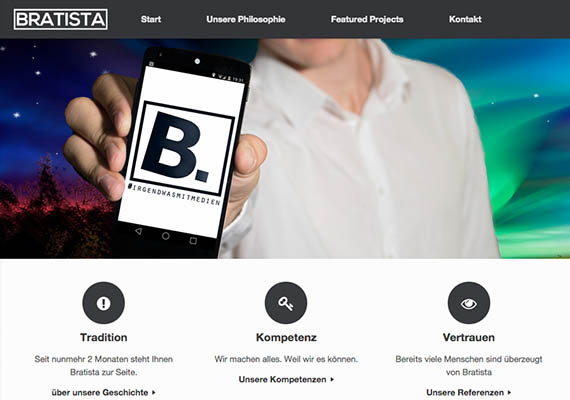 BRATISTA
Start
Unsere Philosophie
Featured Projects
Kontakt
19:31
B.
#IRGENDWASMITMEDIEN
Tradition
Seit nunmehr 2 Monaten steht Ihnen
Bratista zur Seite.
über unsere Geschichte
Kompetenz
Wir machen alles. Weil wir es können.
Unsere Kompetenzen
Vertrauen
Bereits viele Menschen sind überzeugt
von Bratista
Unsere Referenzen